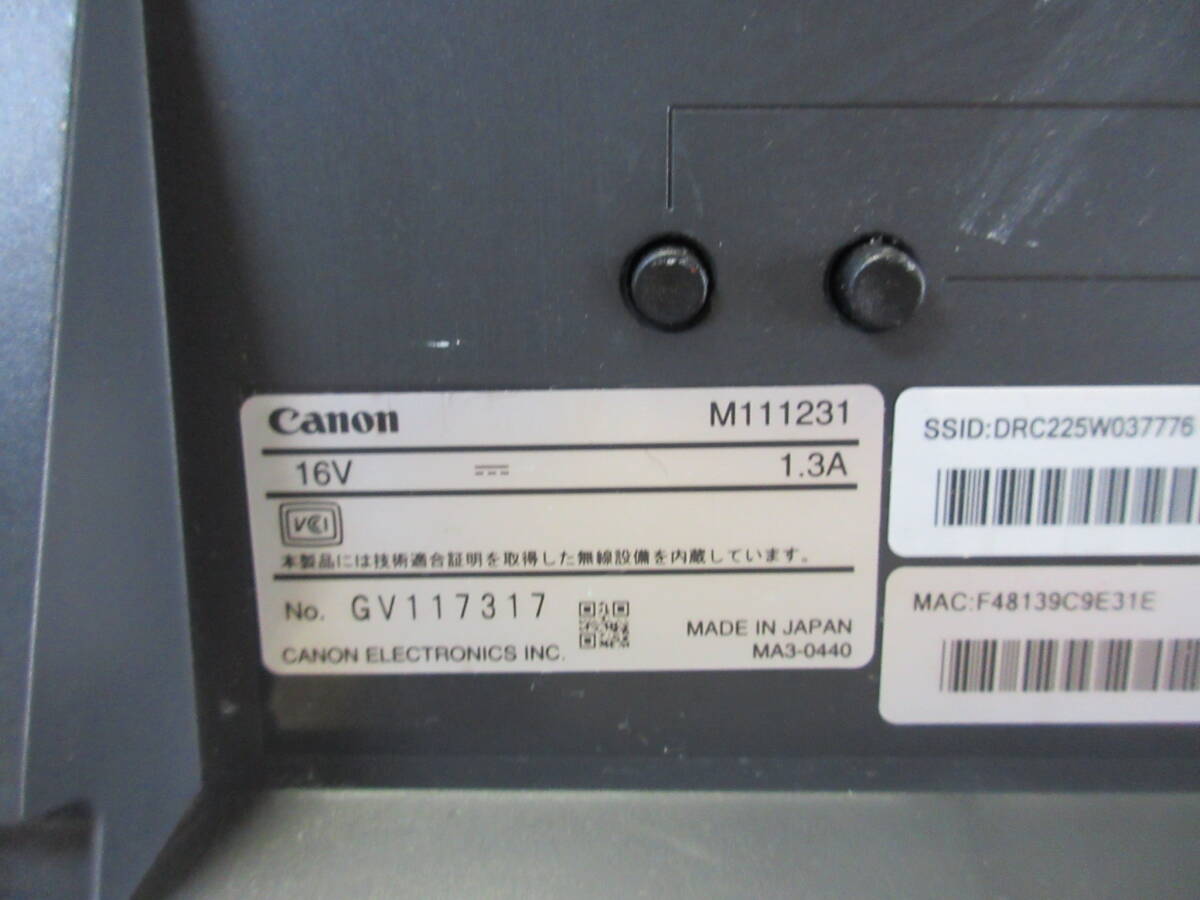 Canon M111231
16V 1.3A
VCCI
本製品には技術適合証明を取得した無線設備を内蔵しています。
No. GV117317
MADE IN JAPAN
CANON ELECTRONICS INC. MA3-0440
SSID:DRC225W037776
MAC:F48139C9E31E